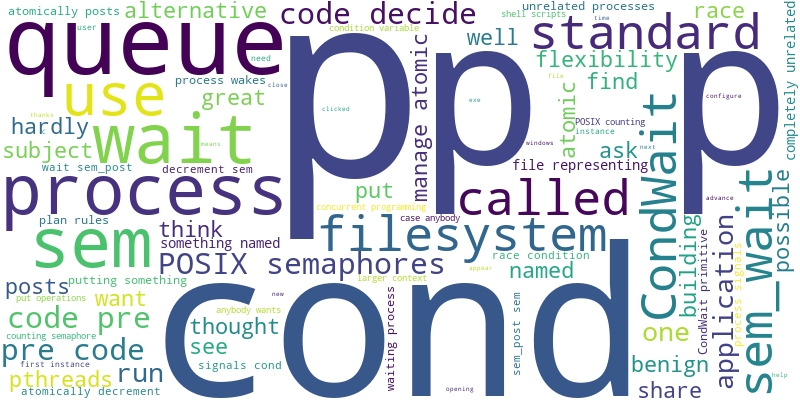 atomically posts
alternative
code decide
shell scripts
unrelated processes
race
user
time
condition variable
queue
pp
p
standard
process wakes
need
close
well
flexibility
use
great
find
clicked
exe
configure
manage atomic
atomic
completely unrelated
thanks
hardly
wait
POSIX counting
instance
ask
windows
next
subject
means
file
file representing
CondWait
sem_wait
wait sem_post
decrement sem
process
put
called
advance
concurrent programming
case anybody
plan rules
think
filesystem
possible
sem
something named
race condition
building
application
POSIX semaphores
named
appear
CondWait primitive
process signals
putting something
larger context
posts
want
cond
put operations
new
waiting process
sem_post sem
code pre
anybody wants
thought
one
counting semaphore
see
pre code
first instance
signals cond
benign
run
pthreads
help
atomically decrement
opening
share